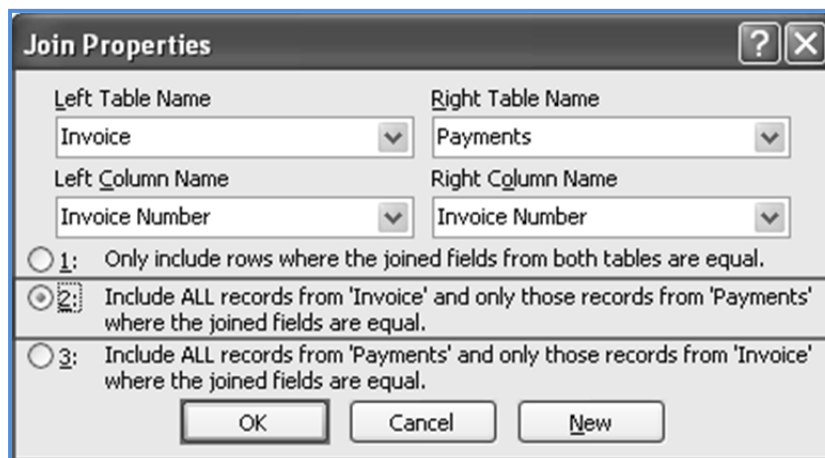 Join Properties
Left Table Name Right Table Name
Invoice Payments
Left Column Name Right Column Name
Invoice Number Invoice Number
1: Only include rows where the joined fields from both tables are equal.
2: Include ALL records from 'Invoice' and only those records from 'Payments'
where the joined fields are equal.
3: Include ALL records from 'Payments' and only those records from 'Invoice'
where the joined fields are equal.
OK Cancel New